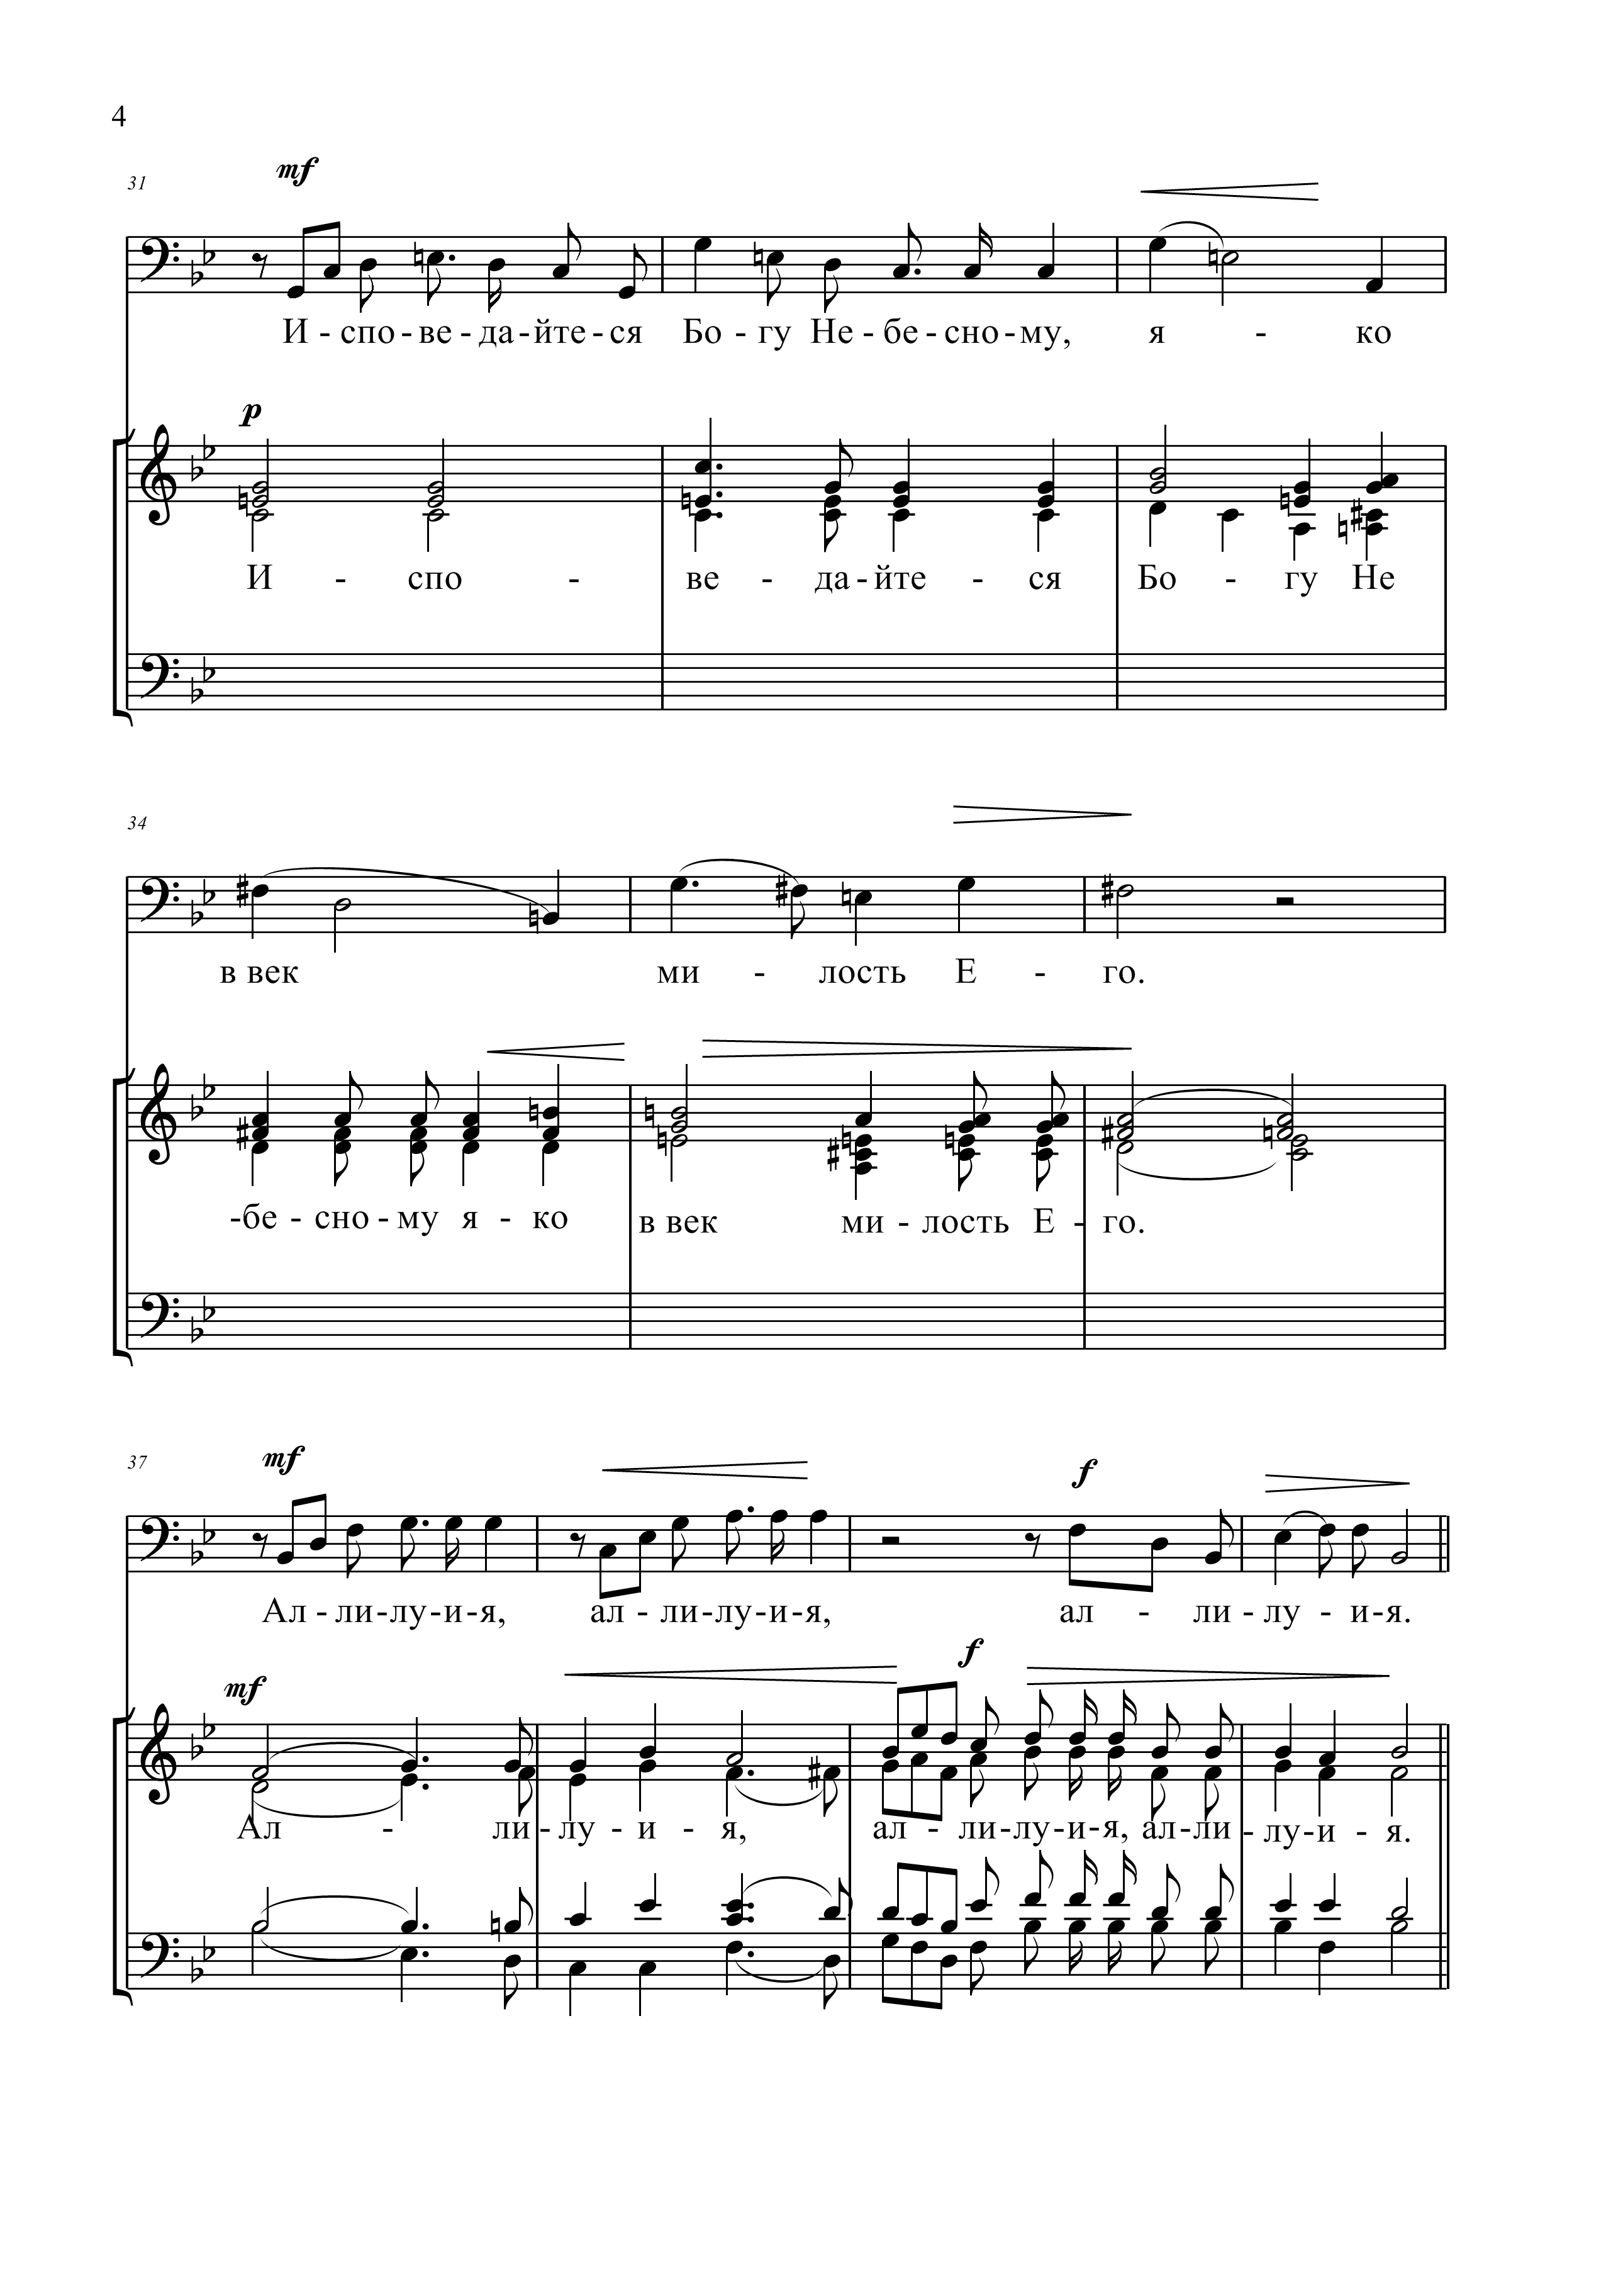 4
mf
31
И - спо - ве - да - йте - ся Бо - гу Не - бе - сно - му, я - ко
p
И - спо - ве - да - йте - ся Бо - гу Не
34
в век ми - лость Е - го.
-бе - сно - му я - ко в век ми - лость Е - го.
mf
37
f
Ал - ли - лу - и - я, ал - ли - лу - и - я, ал - ли - лу - и - я.
mf f
Ал - ли - лу - и - я, ал - ли - лу - и - я, ал - ли - лу - и - я.